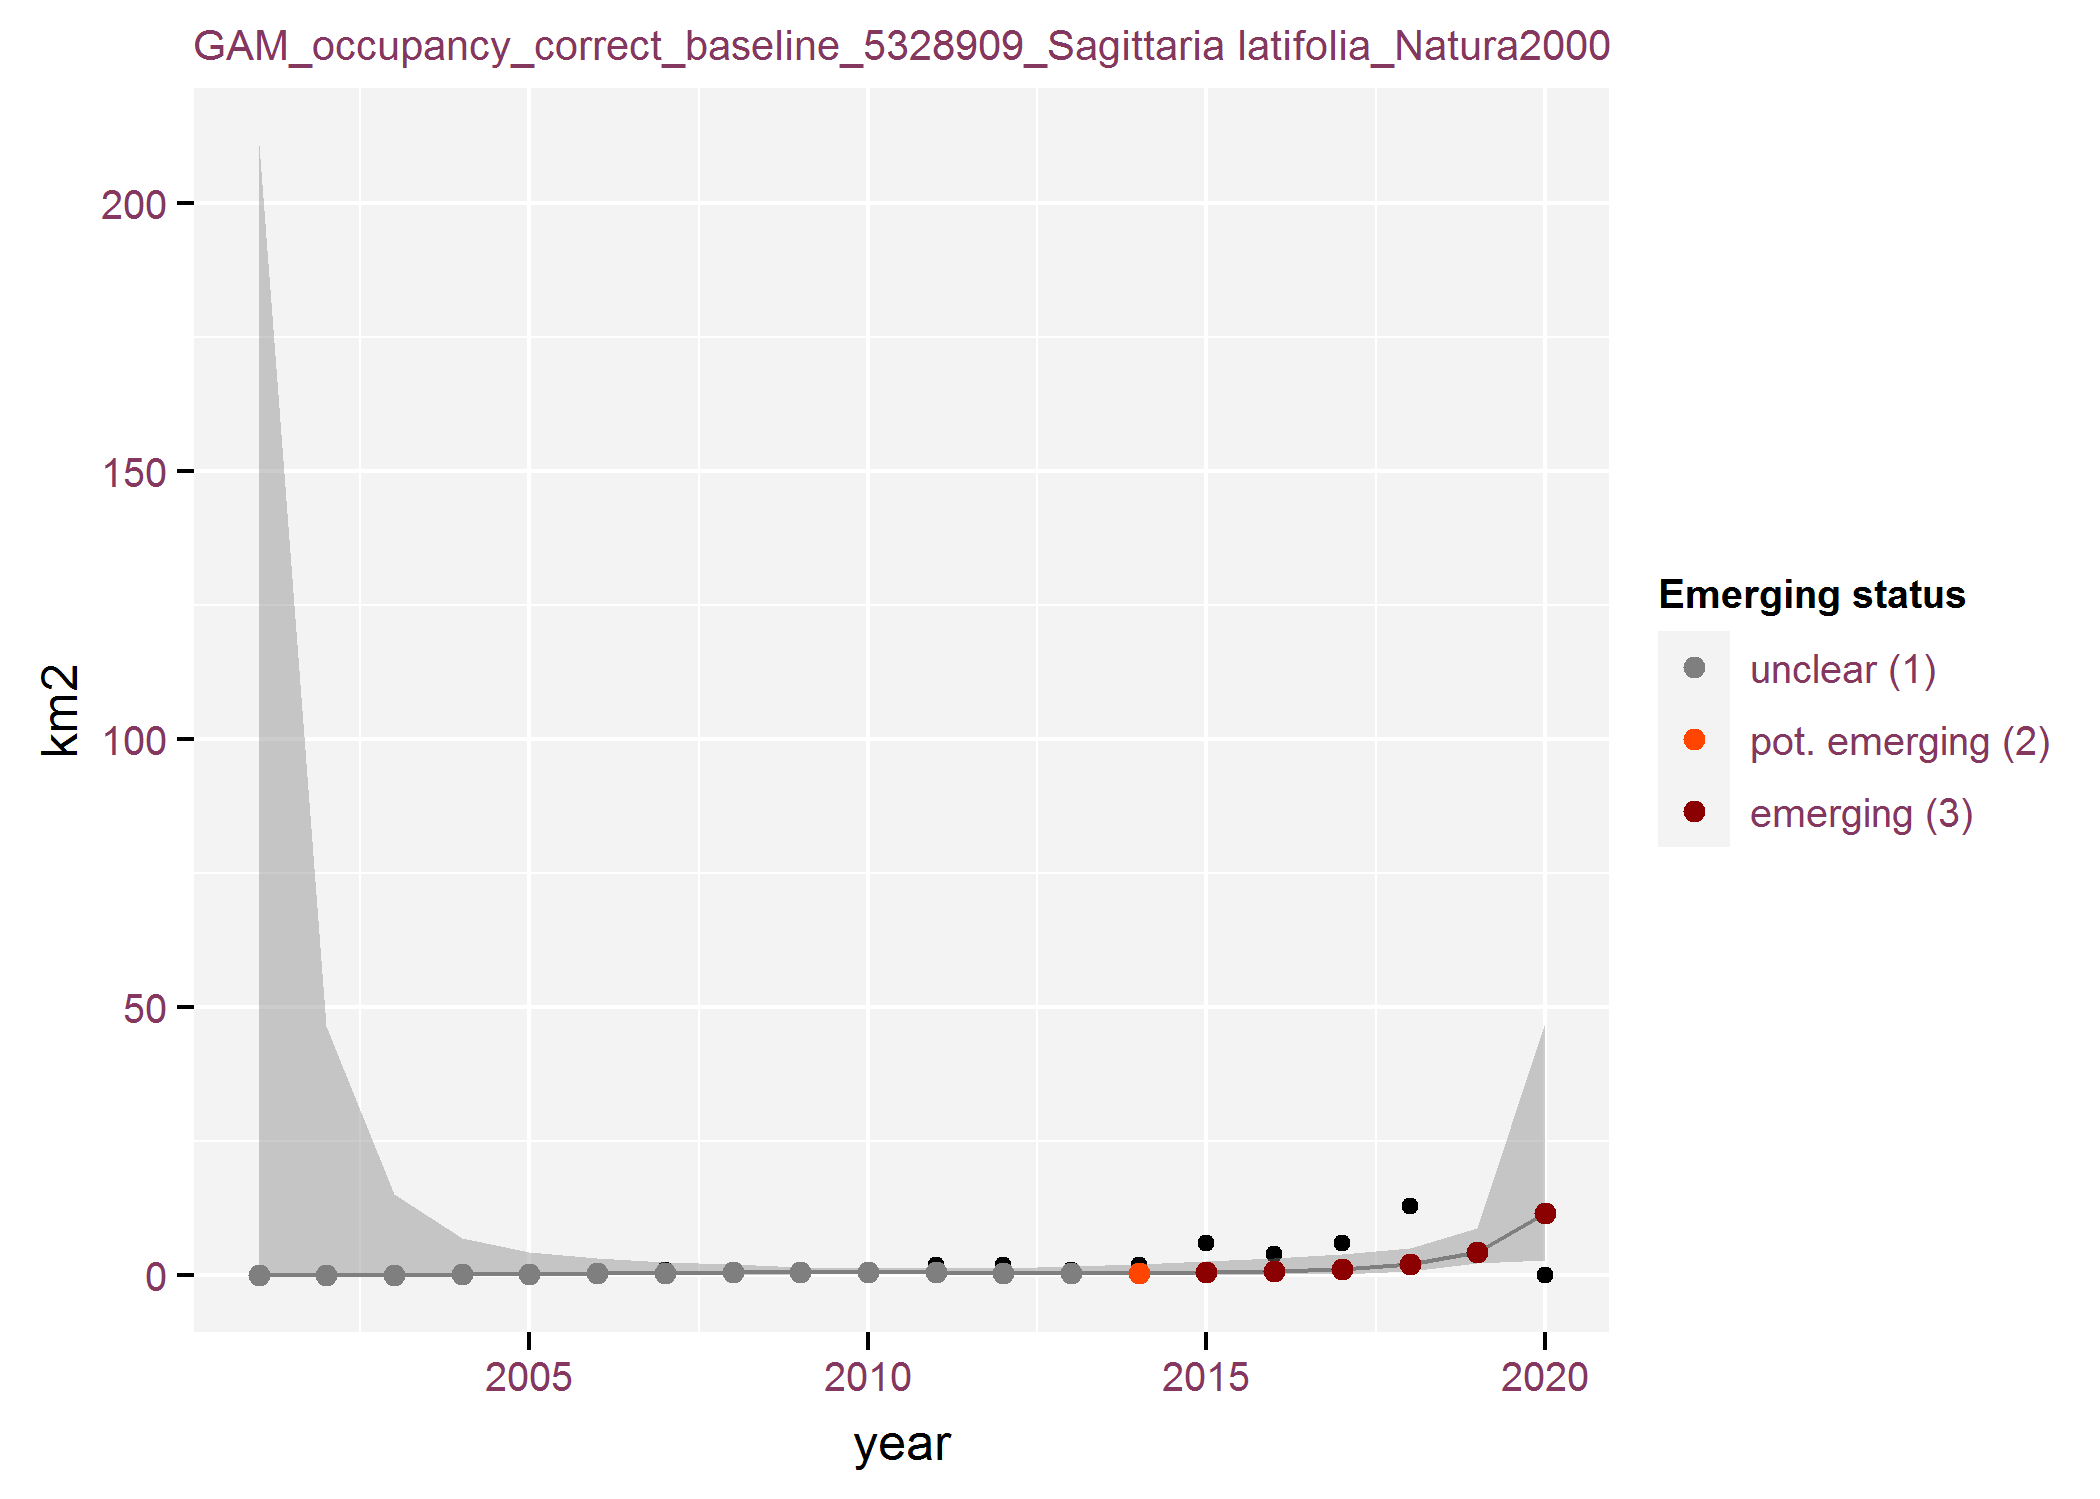 GAM_occupancy_correct_baseline_5328909_Sagittaria latifolia_Natura2000
200
150
100
50
0
km2
2005
2010
2015
2020
year
Emerging status
unclear (1)
pot. emerging (2)
emerging (3)